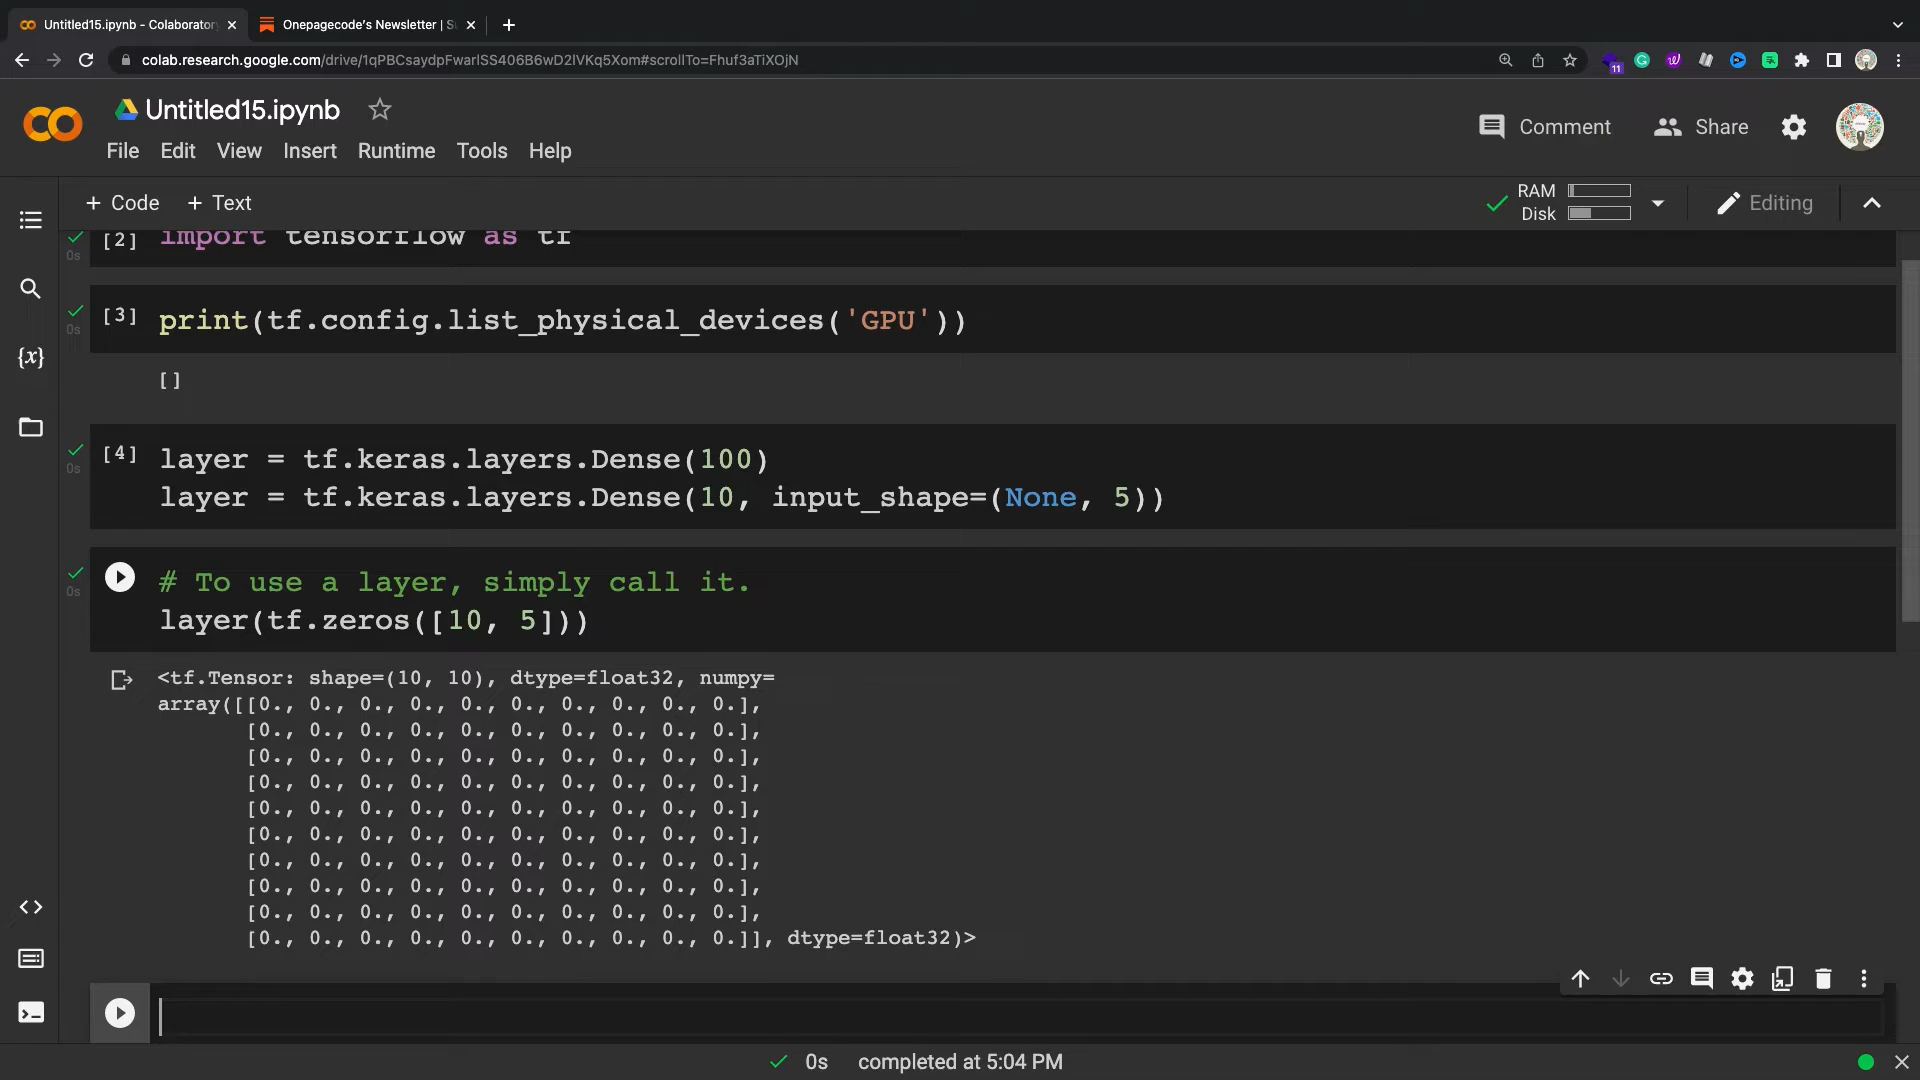 Untitled15.ipynb - Colaboratory
Onepagecode's Newsletter | S
colab.research.google.com/drive/1qPBCsaydpFwarlSS406B6wD2lVKq5Xom#scrollTo=Fhuf3aTiXOjN
11
Untitled15.ipynb
Comment
Share
File Edit View Insert Runtime Tools Help
+ Code + Text
RAM
Disk
Editing
[2] import tensorflow as tf
0s
[3] print(tf.config.list_physical_devices('GPU'))
0s
[]
[4] layer = tf.keras.layers.Dense(100)
0s
layer = tf.keras.layers.Dense(10, input_shape=(None, 5))
# To use a layer, simply call it.
0s
layer(tf.zeros([10, 5]))
<tf.Tensor: shape=(10, 10), dtype=float32, numpy=
array([[0., 0., 0., 0., 0., 0., 0., 0., 0., 0.],
[0., 0., 0., 0., 0., 0., 0., 0., 0., 0.],
[0., 0., 0., 0., 0., 0., 0., 0., 0., 0.],
[0., 0., 0., 0., 0., 0., 0., 0., 0., 0.],
[0., 0., 0., 0., 0., 0., 0., 0., 0., 0.],
[0., 0., 0., 0., 0., 0., 0., 0., 0., 0.],
[0., 0., 0., 0., 0., 0., 0., 0., 0., 0.],
[0., 0., 0., 0., 0., 0., 0., 0., 0., 0.],
[0., 0., 0., 0., 0., 0., 0., 0., 0., 0.],
[0., 0., 0., 0., 0., 0., 0., 0., 0., 0.]], dtype=float32)>
0s completed at 5:04 PM